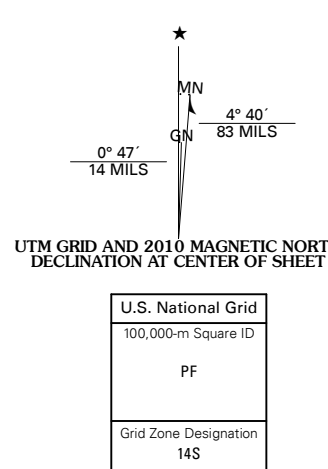 ★
MN
4° 40´
83 MILS
GN
0° 47´
14 MILS
UTM GRID AND 2010 MAGNETIC NORT
DECLINATION AT CENTER OF SHEET
U.S. National Grid
100,000-m Square ID
PF
Grid Zone Designation
14S